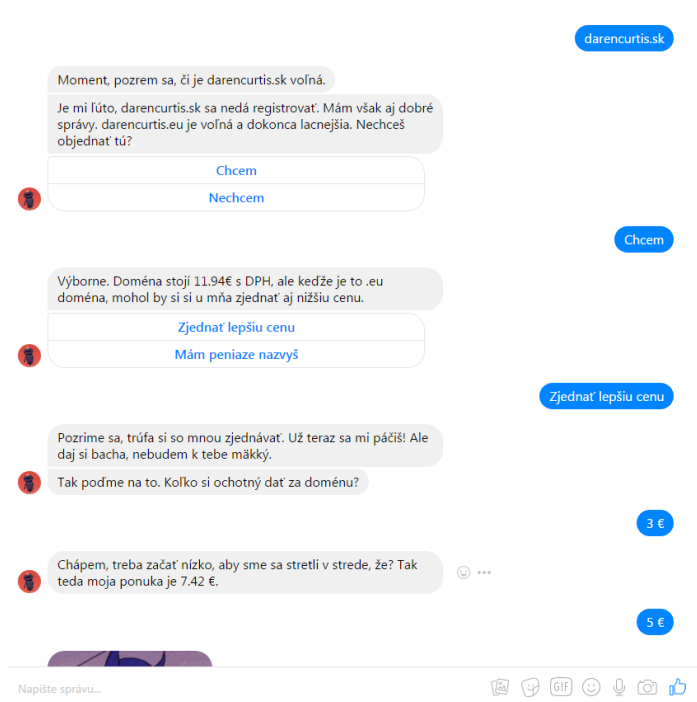 darencurtis.sk
Moment, pozrem sa, či je darencurtis.sk voľná.
Je mi ľúto, darencurtis.sk sa nedá registrovať. Mám však aj dobré
správy. darencurtis.eu je voľná a dokonca lacnejšia. Nechceš
objednať tú?
Chcem
Nechcem
Chcem
Výborne. Doména stojí 11.94€ s DPH, ale keďže je to .eu
doména, mohol by si si u mňa zjednať aj nižšiu cenu.
Zjednať lepšiu cenu
Mám peniaze nazvyš
Zjednať lepšiu cenu
Pozrime sa, trúfa si so mnou zjednávať. Už teraz sa mi páčiš! Ale
daj si bacha, nebudem k tebe mäkký.
Tak poďme na to. Koľko si ochotný dať za doménu?
3 €
Chápem, treba začať nízko, aby sme sa stretli v strede, že? Tak
teda moja ponuka je 7.42 €.
5 €
Napíšte správu...
GIF